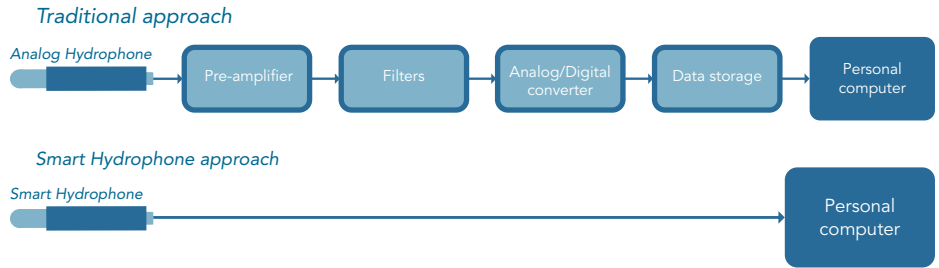 Traditional approach
Analog Hydrophone
Pre-amplifier
Filters
Analog/Digital
converter
Data storage
Personal
computer
Smart Hydrophone approach
Smart Hydrophone
Personal
computer